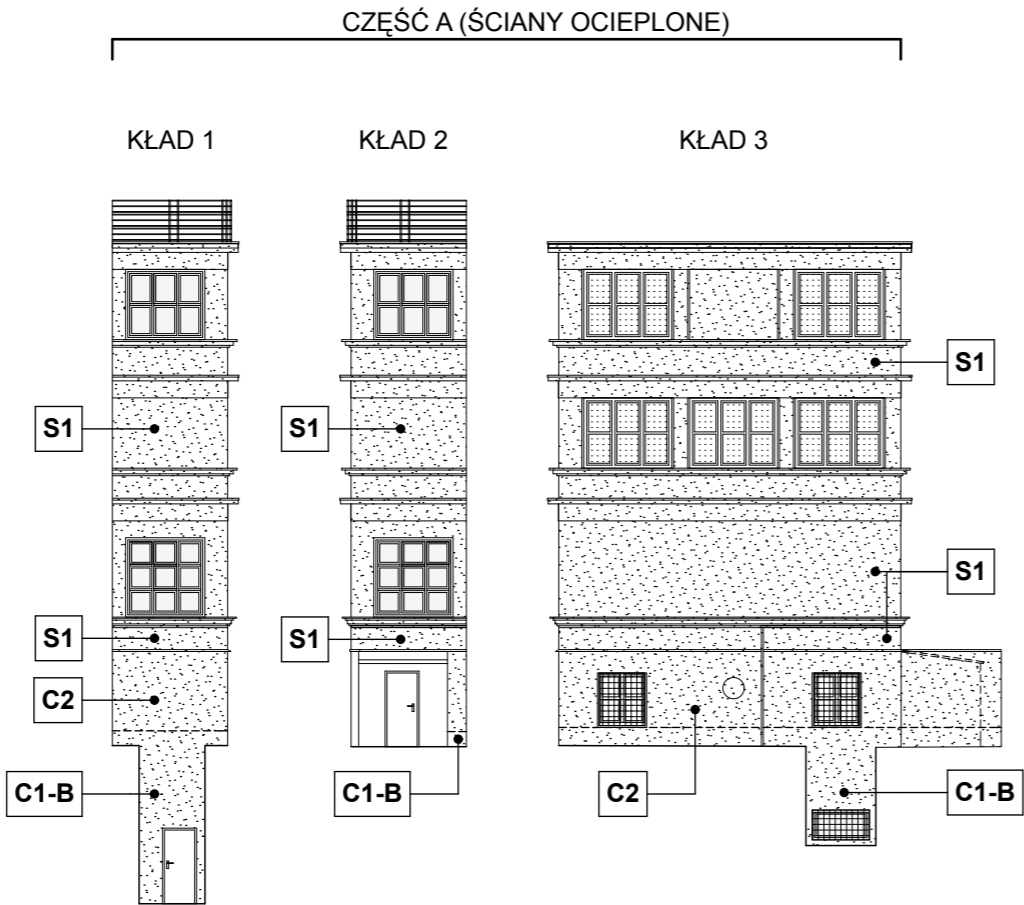 CZĘŚĆ A (ŚCIANY OCIEPLONE)
KŁAD 1
KŁAD 2
KŁAD 3
S1
S1
S1
S1
S1
S1
C2
C1-B
C1-B
C2
C1-B